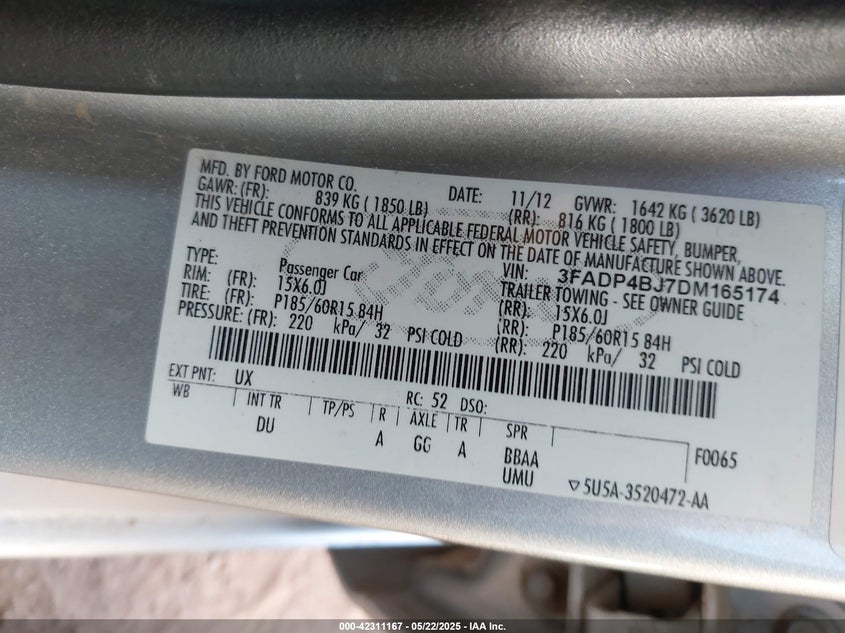 MFD. BY FORD MOTOR CO. DATE: 11/12 GVWR: 1642 KG ( 3620 LB)
GAWR: (FR): 839 KG ( 1850 LB) (RR): 816 KG ( 1800 LB)
THIS VEHICLE CONFORMS TO ALL APPLICABLE FEDERAL MOTOR VEHICLE SAFETY, BUMPER,
AND THEFT PREVENTION STANDARDS IN EFFECT ON THE DATE OF MANUFACTURE SHOWN ABOVE.
VIN: 3FADP4BJ7DM165174
TYPE: Passenger Car TRAILER TOWING - SEE OWNER GUIDE
RIM: (FR): 15X6.0J (RR): 15X6.0J
(FR): P185/60R15 84H (RR): P185/60R15 84H
PRESSURE: (FR): 220 kPa/ 32 PSI COLD (RR): 220 kPa/ 32 PSI COLD
EXT PNT: UX RC: 52 DSO:
WB INT TR TP/PS R AXLE TR SPR
DU A GG A BBAA F0065
UMU ▽5U5A-3520472-AA
000-42311167 - 05/22/2025 - IAA Inc.